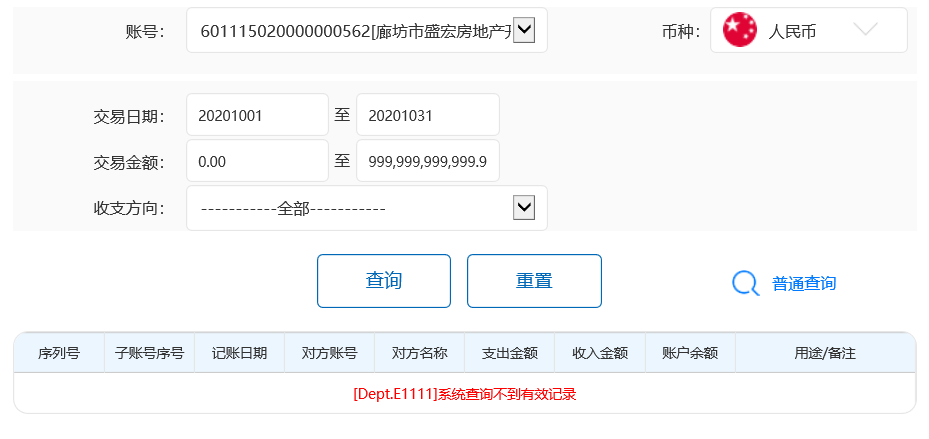 账号： 601115020000000562[廊坊市盛宏房地产开 币种： 人民币
交易日期： 20201001 至 20201031
交易金额： 0.00 至 999,999,999,999.9
收支方向： -----------全部-----------
查询 重置 普通查询
序列号 子账号序号 记账日期 对方账号 对方名称 支出金额 收入金额 账户余额 用途/备注
[Dept.E1111]系统查询不到有效记录